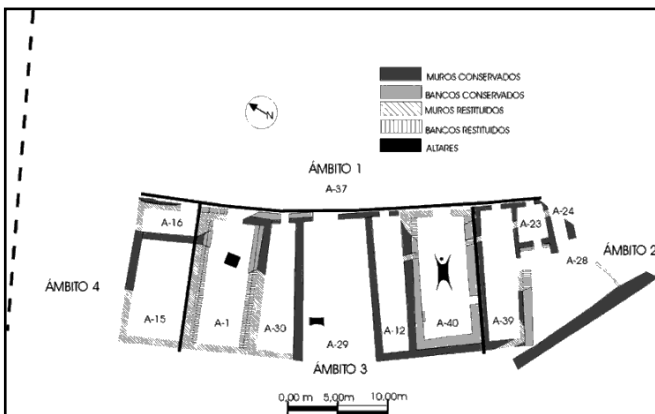 N
MUROS CONSERVADOS
BANCOS CONSERVADOS
MUROS RESTITUIDOS
BANCOS RESTITUIDOS
ALTARES
ÁMBITO 1
A-37
A-16
A-23
A-24
ÁMBITO 2
A-28
ÁMBITO 4
A-15
A-1
A-30
A-29
A-12
A-40
A-39
ÁMBITO 3
0,00 m 5,00m 10,00m